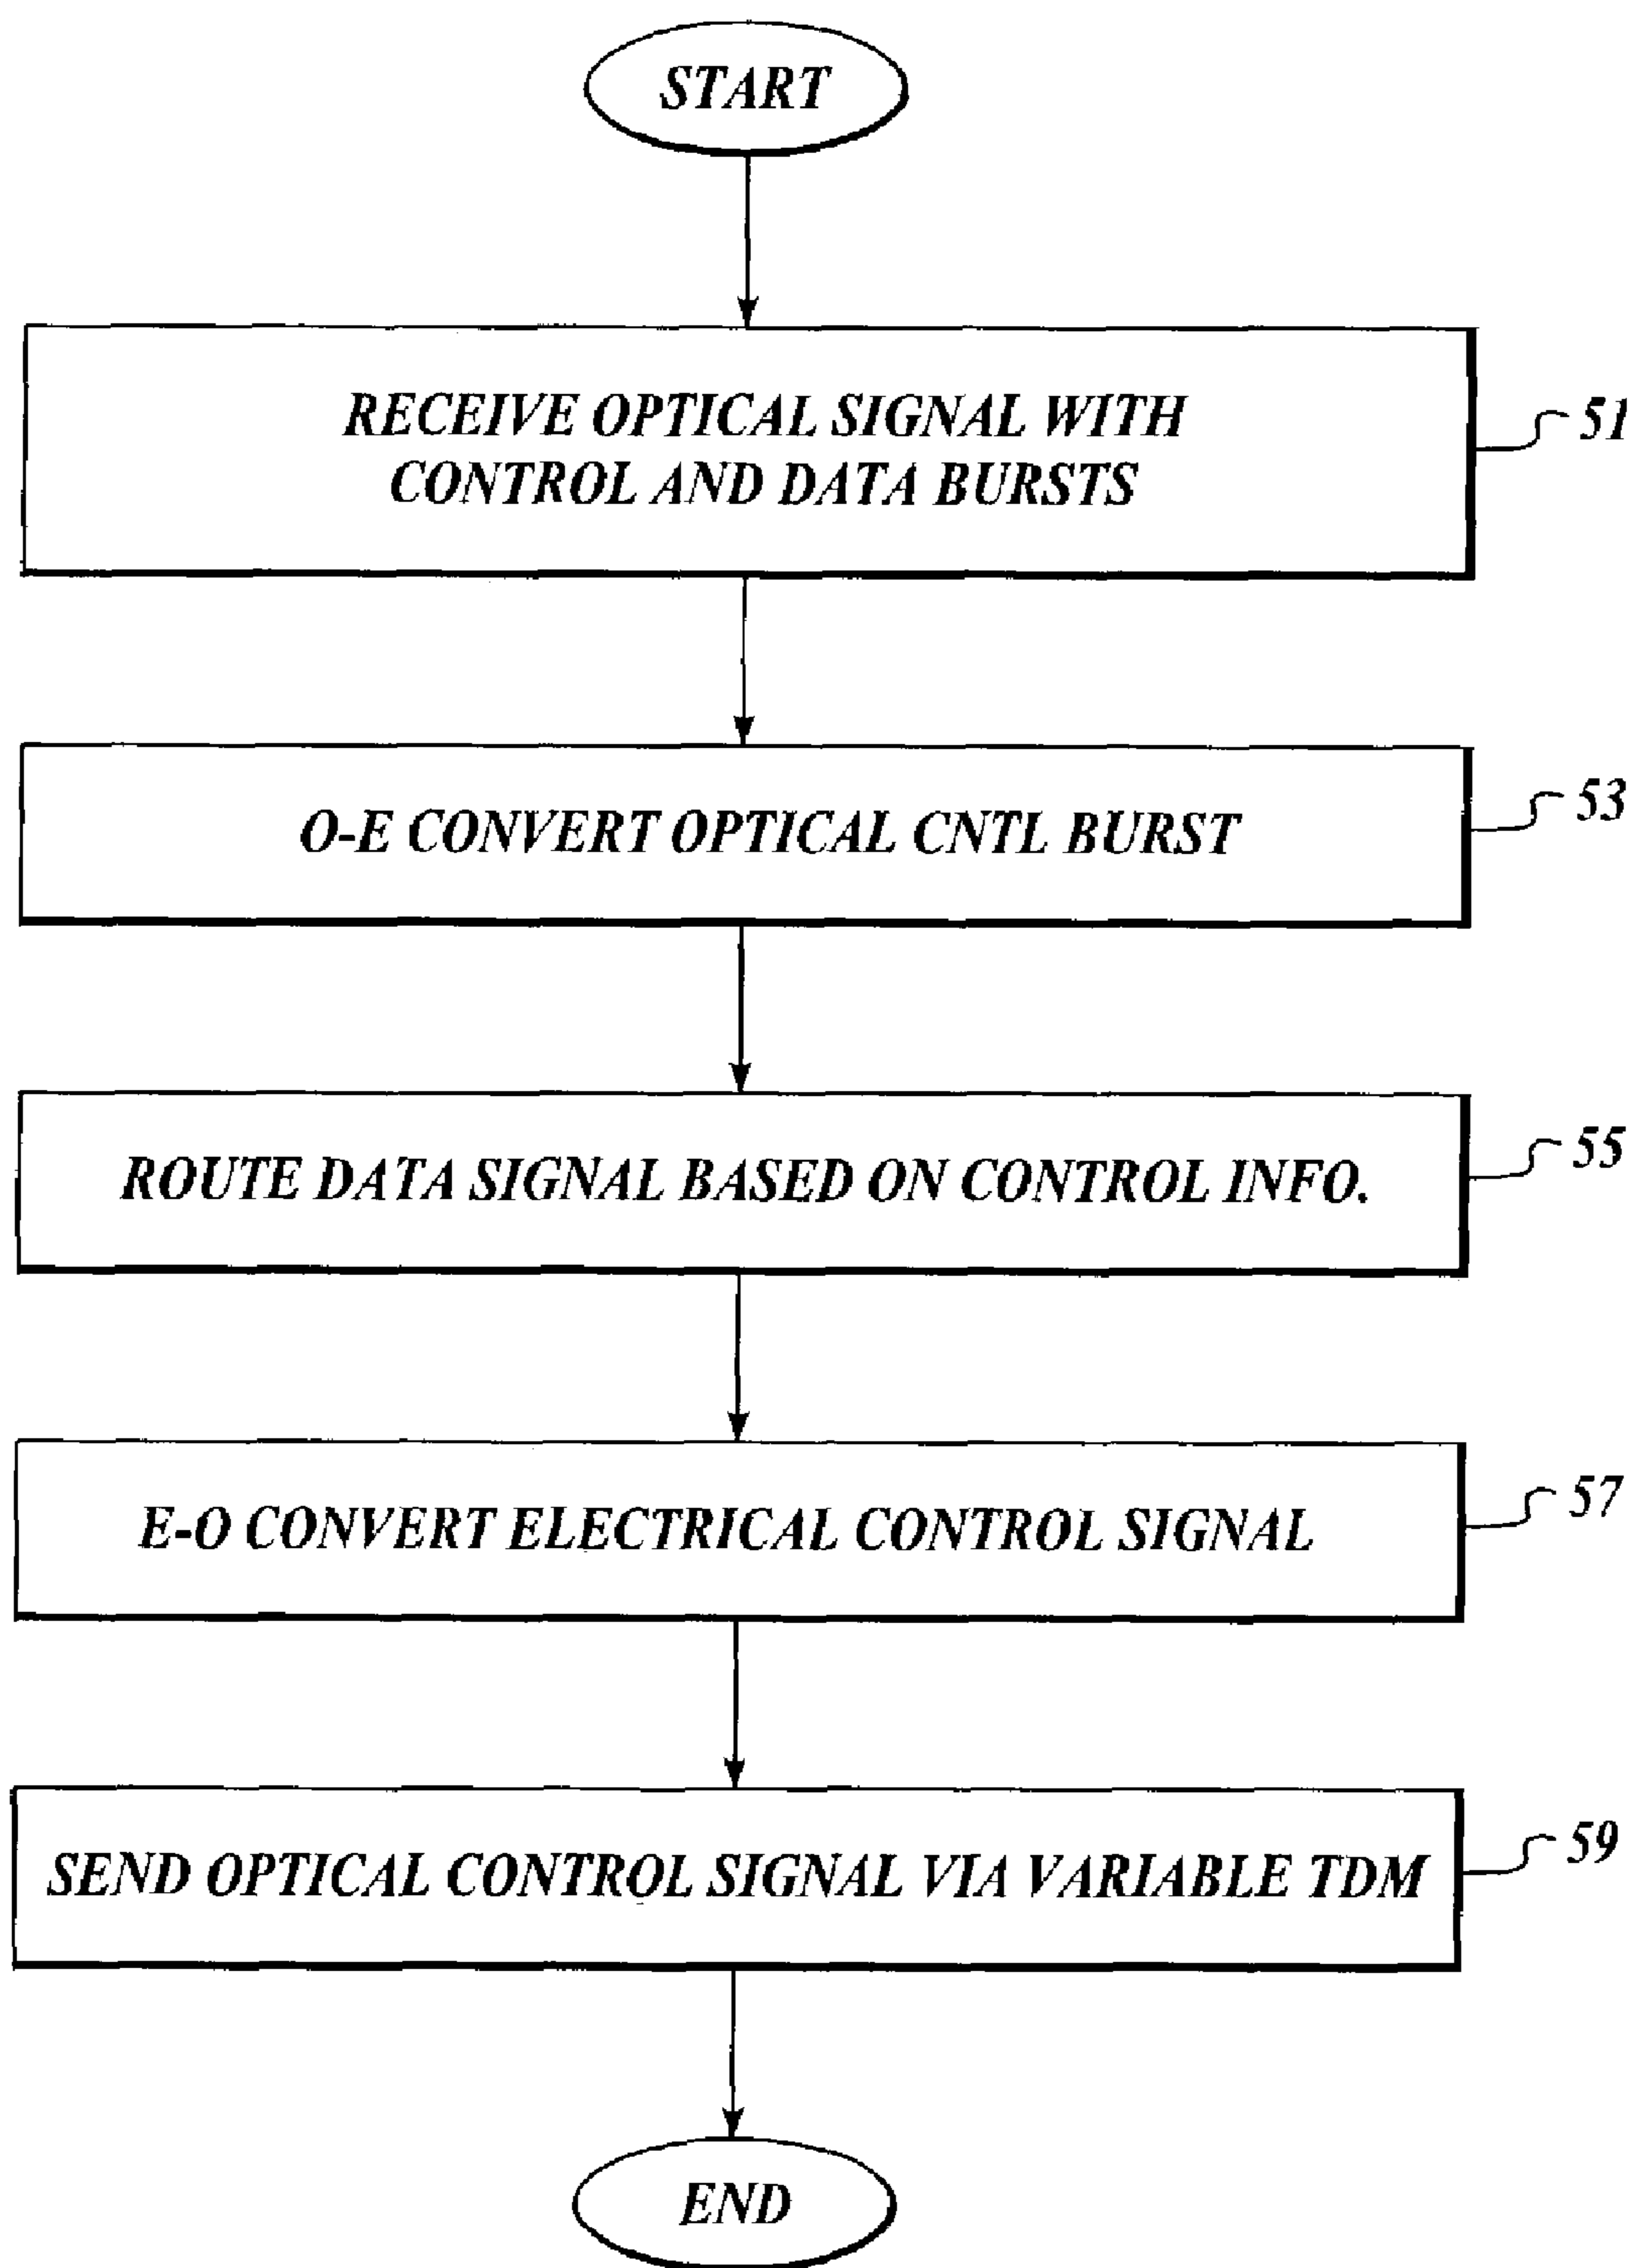 START
RECEIVE OPTICAL SIGNAL WITH
CONTROL AND DATA BURSTS
51
O-E CONVERT OPTICAL CNTL BURST
53
ROUTE DATA SIGNAL BASED ON CONTROL INFO.
55
E-O CONVERT ELECTRICAL CONTROL SIGNAL
57
SEND OPTICAL CONTROL SIGNAL VIA VARIABLE TDM
59
END